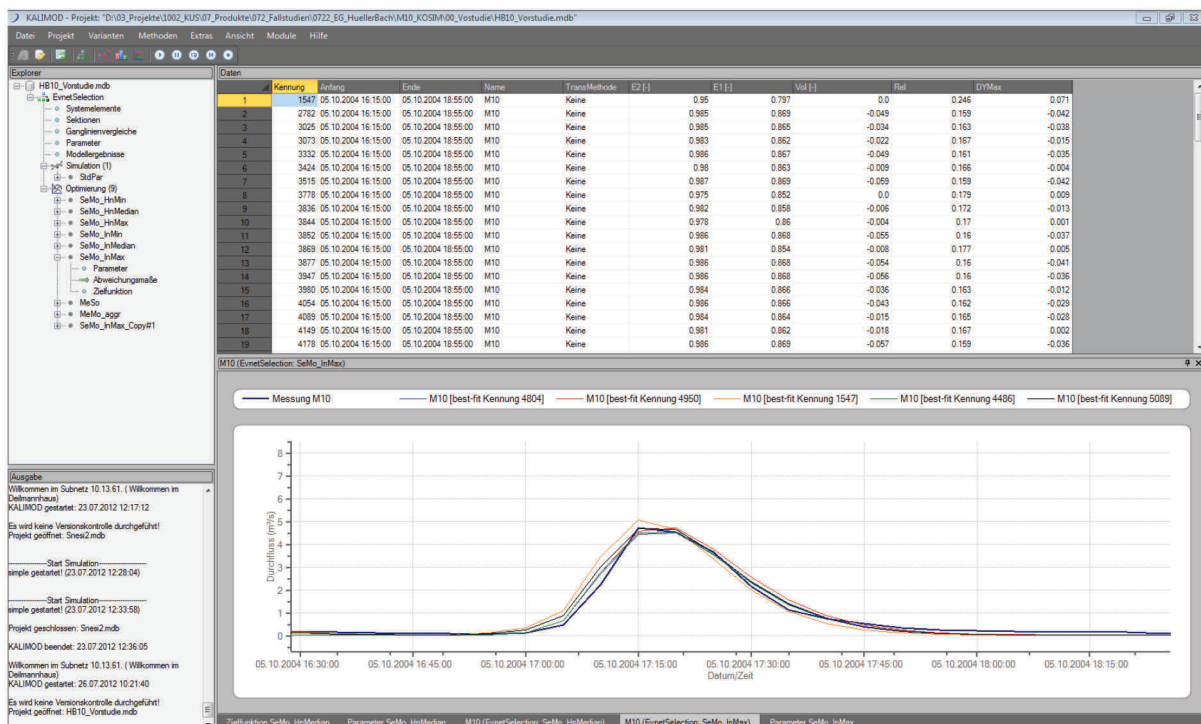 KALIMOD - Projekt: "D:\03_Projekte\1002_KUS\07_Produkte\072_Fallstudien\0722_EG_HuellerBach\M10_KOSIM\00_Vostudie\HB10_Vorstudie.mdb"
Datei Projekt Varianten Methoden Extras Ansicht Module Hilfe
Explorer
HB10_Vorstudie.mdb
EvnetSelection
Systemelemente
Sektionen
Ganglinienvergleiche
Parameter
Modellergebnisse
Simulation (1)
StdPar
Optimierung (9)
SeMo_HnMin
SeMo_HnMedian
SeMo_HnMax
SeMo_InMin
SeMo_InMedian
SeMo_InMax
Parameter
Abweichungsmaße
Zielfunktion
MeSo
MeMo_aggr
SeMo_InMax_Copy#1
Daten
Kennung Anfang Ende Name TransMethode E2 [-] E1 [-] Vol [-] Rel DYMax
1 1547 05.10.2004 16:15:00 05.10.2004 18:55:00 M10 Keine 0.95 0.797 0.0 0.246 0.071
2 2782 05.10.2004 16:15:00 05.10.2004 18:55:00 M10 Keine 0.985 0.869 -0.049 0.159 -0.042
3 3025 05.10.2004 16:15:00 05.10.2004 18:55:00 M10 Keine 0.985 0.865 -0.034 0.163 -0.038
4 3073 05.10.2004 16:15:00 05.10.2004 18:55:00 M10 Keine 0.983 0.862 -0.022 0.167 -0.015
5 3332 05.10.2004 16:15:00 05.10.2004 18:55:00 M10 Keine 0.986 0.867 -0.049 0.161 -0.035
6 3424 05.10.2004 16:15:00 05.10.2004 18:55:00 M10 Keine 0.98 0.863 -0.009 0.166 -0.004
7 3515 05.10.2004 16:15:00 05.10.2004 18:55:00 M10 Keine 0.987 0.869 -0.059 0.159 -0.042
8 3778 05.10.2004 16:15:00 05.10.2004 18:55:00 M10 Keine 0.975 0.852 0.0 0.179 0.009
9 3836 05.10.2004 16:15:00 05.10.2004 18:55:00 M10 Keine 0.982 0.858 -0.006 0.172 -0.013
10 3844 05.10.2004 16:15:00 05.10.2004 18:55:00 M10 Keine 0.978 0.86 -0.004 0.17 0.001
11 3852 05.10.2004 16:15:00 05.10.2004 18:55:00 M10 Keine 0.986 0.868 -0.055 0.16 -0.037
12 3869 05.10.2004 16:15:00 05.10.2004 18:55:00 M10 Keine 0.981 0.854 -0.008 0.177 0.005
13 3877 05.10.2004 16:15:00 05.10.2004 18:55:00 M10 Keine 0.986 0.868 -0.054 0.16 -0.041
14 3947 05.10.2004 16:15:00 05.10.2004 18:55:00 M10 Keine 0.986 0.868 -0.056 0.16 -0.036
15 3980 05.10.2004 16:15:00 05.10.2004 18:55:00 M10 Keine 0.984 0.866 -0.036 0.163 -0.012
16 4054 05.10.2004 16:15:00 05.10.2004 18:55:00 M10 Keine 0.986 0.866 -0.043 0.162 -0.029
17 4089 05.10.2004 16:15:00 05.10.2004 18:55:00 M10 Keine 0.984 0.864 -0.015 0.165 -0.028
18 4149 05.10.2004 16:15:00 05.10.2004 18:55:00 M10 Keine 0.981 0.862 -0.018 0.167 0.002
19 4178 05.10.2004 16:15:00 05.10.2004 18:55:00 M10 Keine 0.986 0.869 -0.057 0.159 -0.036
M10 (EvnetSelection: SeMo_InMax)
Messung M10 M10 [best-fit Kennung 4804] M10 [best-fit Kennung 4950] M10 [best-fit Kennung 1547] M10 [best-fit Kennung 4486] M10 [best-fit Kennung 5089]
8
7
6
5
4
3
2
1
0
Durchfluss (m³/s)
05.10.2004 16:30:00 05.10.2004 16:45:00 05.10.2004 17:00:00 05.10.2004 17:15:00 05.10.2004 17:30:00 05.10.2004 17:45:00 05.10.2004 18:00:00 05.10.2004 18:15:00
Datum/Zeit
Ausgabe
Willkommen im Subnetz 10.13.61. ( Willkommen im
Deilmannhaus)
KALIMOD gestartet: 23.07.2012 12:17:12
Es wird keine Versionskontrolle durchgeführt!
Projekt geöffnet: Snesi2.mdb
----------------Start Simulation------------------
simple gestartet! (23.07.2012 12:28:04)
----------------Start Simulation------------------
simple gestartet! (23.07.2012 12:33:58)
Projekt geschlossen: Snesi2.mdb
KALIMOD beendet: 23.07.2012 12:36:05
Willkommen im Subnetz 10.13.61. ( Willkommen im
Deilmannhaus)
KALIMOD gestartet: 26.07.2012 10:21:40
Es wird keine Versionskontrolle durchgeführt!
Projekt geöffnet: HB10_Vorstudie.mdb
Zielfunktion SeMo_HnMedian Parameter SeMo_HnMedian M10 (EvnetSelection: SeMo_HnMedian) M10 (EvnetSelection: SeMo_InMax) Parameter SeMo_InMax